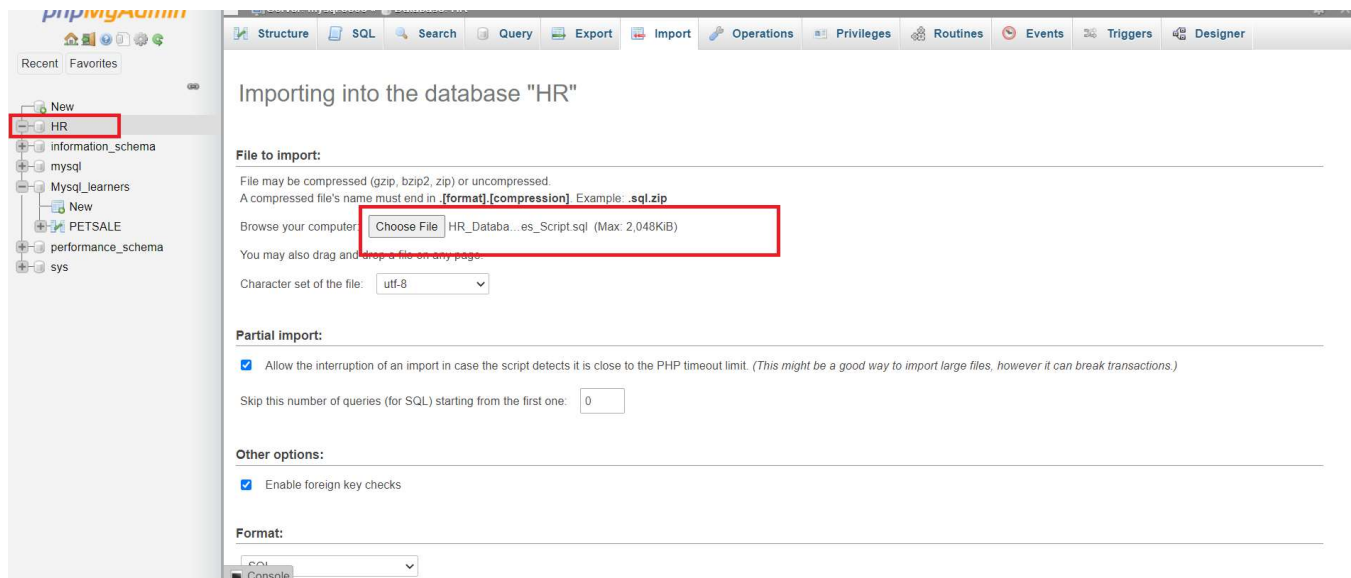 phpMyAdmin
Structure SQL Search Query Export Import Operations Privileges Routines Events Triggers Designer
Recent Favorites
New
HR
information_schema
mysql
Mysql_learners
New
PETSALE
performance_schema
sys
Importing into the database "HR"
File to import:
File may be compressed (gzip, bzip2, zip) or uncompressed.
A compressed file's name must end in .[format].[compression]. Example: .sql.zip
Browse your computer: Choose File HR_Databa...es_Script.sql (Max: 2,048KiB)
You may also drag and drop a file on any page.
Character set of the file: utf-8
Partial import:
Allow the interruption of an import in case the script detects it is close to the PHP timeout limit. (This might be a good way to import large files, however it can break transactions.)
Skip this number of queries (for SQL) starting from the first one: 0
Other options:
Enable foreign key checks
Format:
SQL
Console